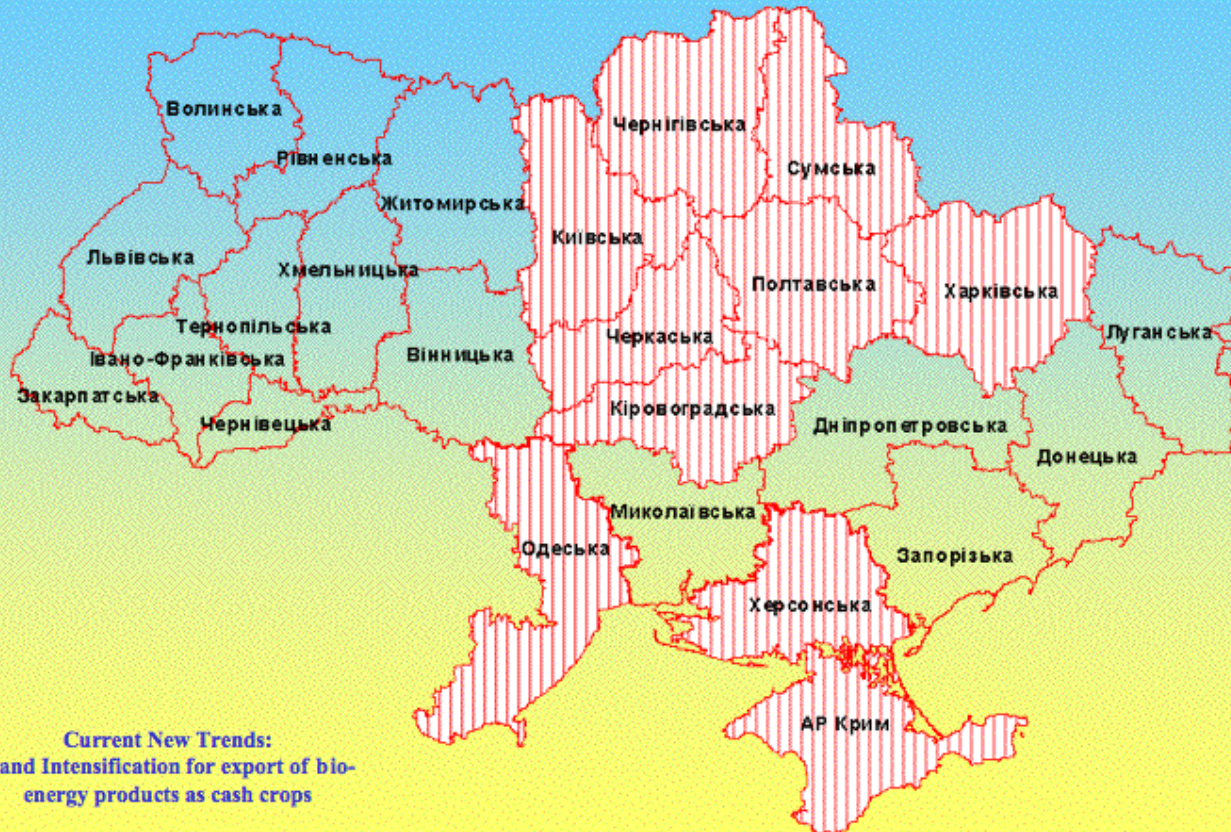 Волинська
Рівненська
Чернігівська
Сумська
Житомирська
Київська
Львівська
Хмельницька
Полтавська
Харківська
Тернопільська
Черкаська
Луганська
Івано-Франківська
Вінницька
Закарпатська
Чернівецька
Кіровоградська
Дніпропетровська
Донецька
Миколаївська
Одеська
Запорізька
Херсонська
АР Крим
Current New Trends:
and Intensification for export of bio-
energy products as cash crops